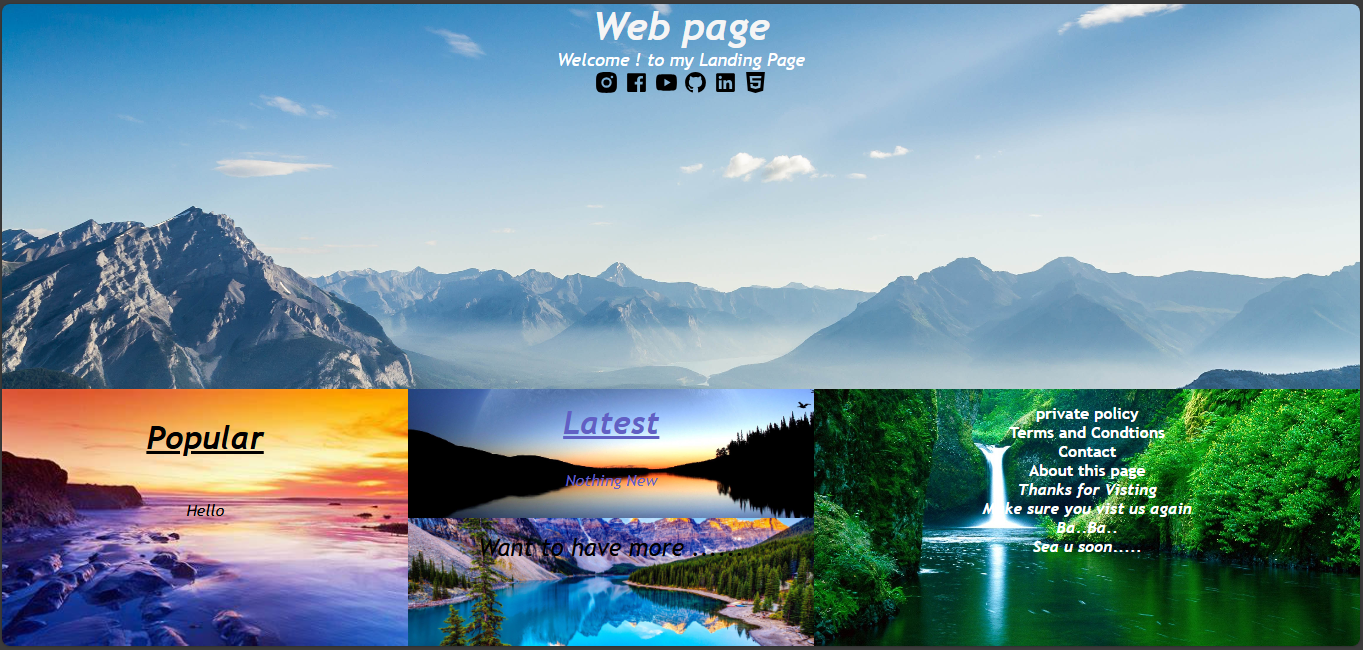 Web page
Welcome ! to my Landing Page
Popular
Hello
Latest
Nothing New
Want to have more .......
private policy
Terms and Condtions
Contact
About this page
Thanks for Visting
Make sure you vist us again
Ba..Ba..
Sea u soon.....